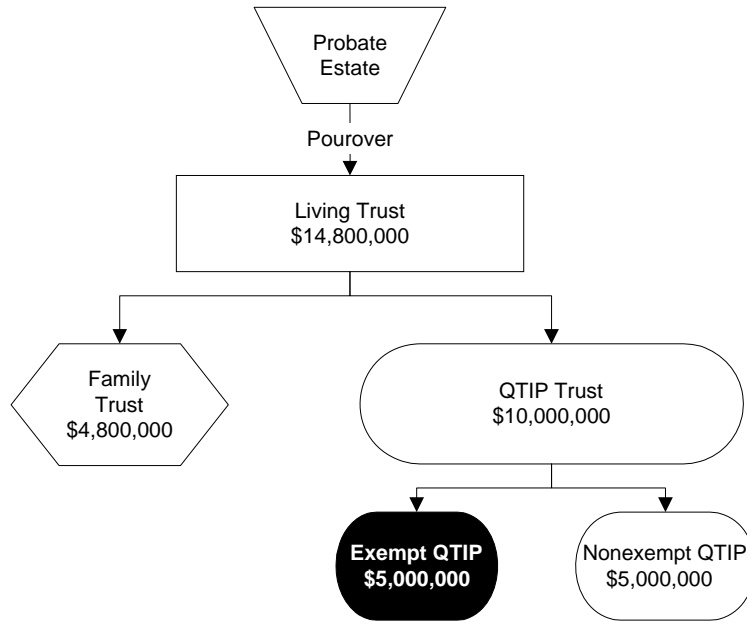 Probate
Estate
Pourover
Living Trust
$14,800,000
Family
Trust
$4,800,000
QTIP Trust
$10,000,000
Exempt QTIP
$5,000,000
Nonexempt QTIP
$5,000,000